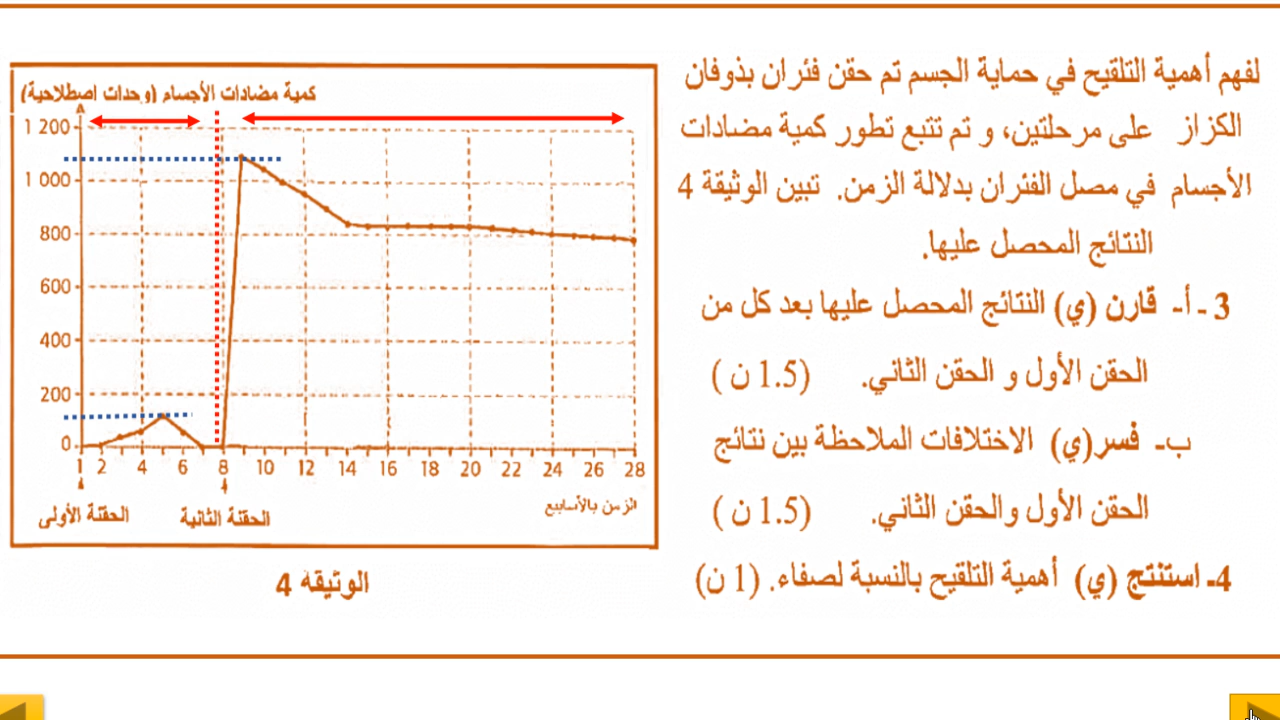 لفهم أهمية التلقيح في حماية الجسم تم حقن فئران بذوفان
الكزاز على مرحلتين، و تم تتبع تطور كمية مضادات
الأجسام في مصل الفئران بدلالة الزمن. تبين الوثيقة 4
النتائج المحصل عليها.
3 - أ- قارن (ي) النتائج المحصل عليها بعد كل من
الحقن الأول و الحقن الثاني. (1.5 ن )
ب- فسر(ي) الاختلافات الملاحظة بين نتائج
الحقن الأول والحقن الثاني. (1.5 ن )
4- استنتج (ي) أهمية التلقيح بالنسبة لصفاء. (1 ن)
كمية مضادات الأجسام (وحدات اصطلاحية)
1 200
1 000
800
600
400
200
0
1 2 4 6 8 10 12 14 16 18 20 22 24 26 28
الزمن بالأسابيع
الحقنة الأولى
الحقنة الثانية
الوثيقة 4